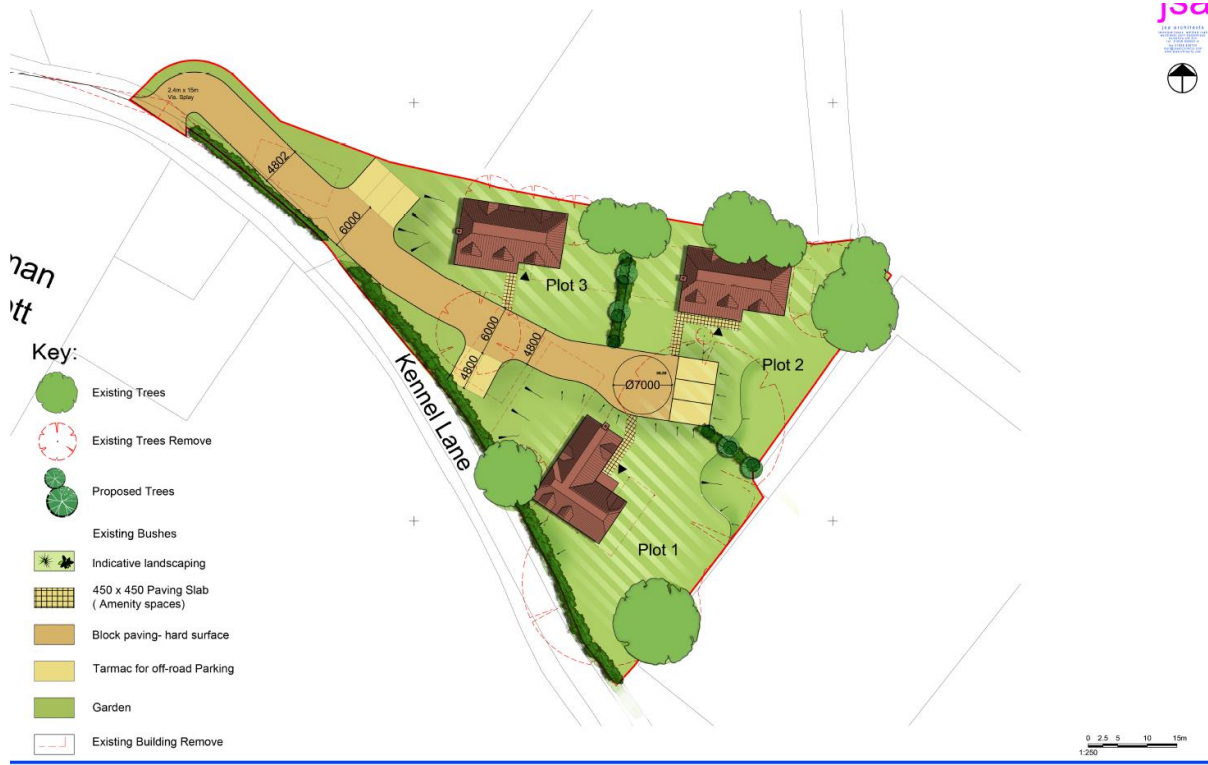 jsa
jsa architects
2.4m x 15m
Vis. Splay
4802
6000
Plot 3
6000
4800
4800
Ø7000
Plot 2
Kennel Lane
Plot 1
Key:
Existing Trees
Existing Trees Remove
Proposed Trees
Existing Bushes
Indicative landscaping
450 x 450 Paving Slab
( Amenity spaces)
Block paving- hard surface
Tarmac for off-road Parking
Garden
Existing Building Remove
0 2.5 5 10 15m
1:250